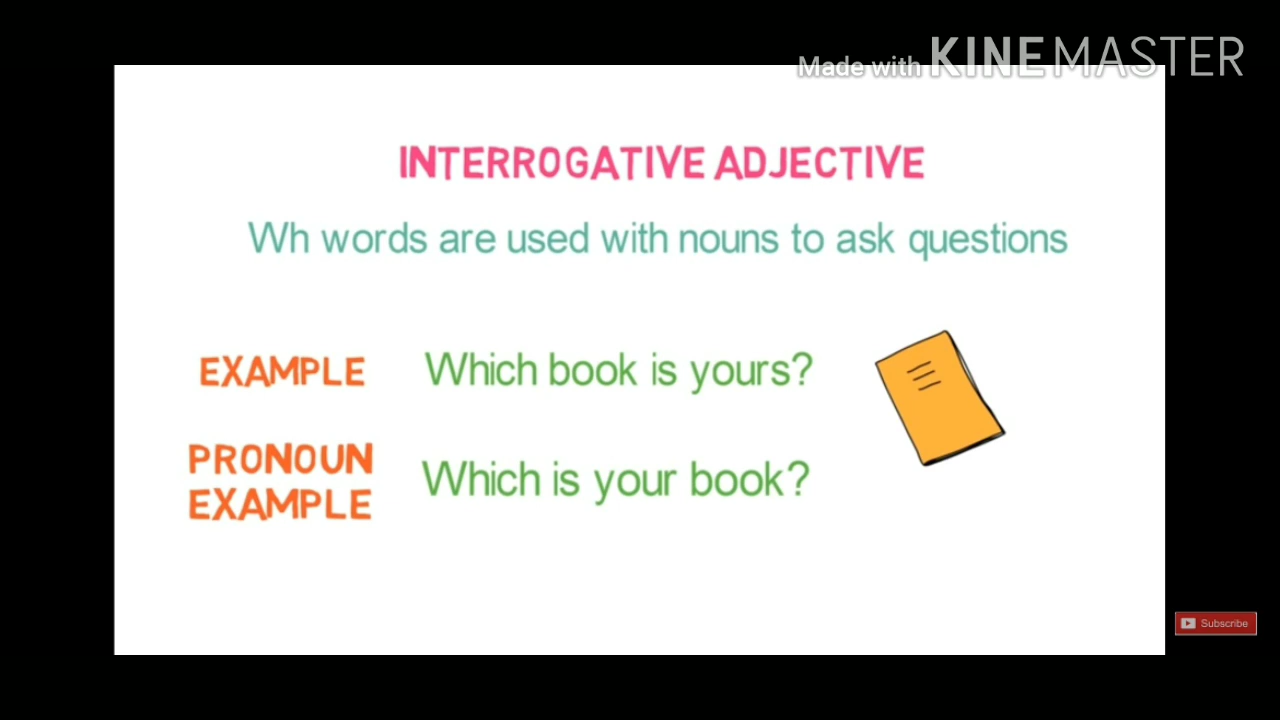 Made with KINEMASTER
INTERROGATIVE ADJECTIVE
Wh words are used with nouns to ask questions
EXAMPLE Which book is yours?
PRONOUN
EXAMPLE Which is your book?
Subscribe